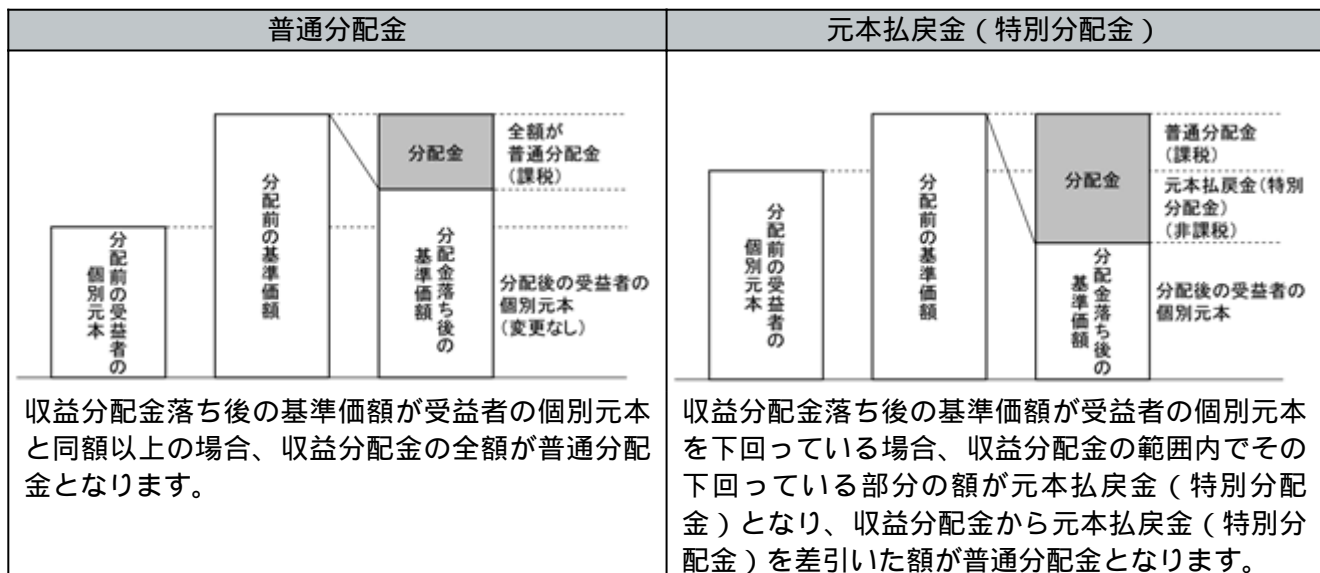 普通分配金
分配前の受益者の
個別元本
分配前の基準価額
分配金
分配金落ち後の
基準価額
全額が
普通分配金
(課税)
分配後の受益者の
個別元本
(変更なし)
収益分配金落ち後の基準価額が受益者の個別元本
と同額以上の場合、収益分配金の全額が普通分配
金となります。
元本払戻金(特別分配金)
分配前の受益者の
個別元本
分配前の基準価額
分配金
分配金落ち後の
基準価額
普通分配金
(課税)
元本払戻金(特別
分配金)
(非課税)
分配後の受益者の
個別元本
収益分配金落ち後の基準価額が受益者の個別元本
を下回っている場合、収益分配金の範囲内でその
下回っている部分の額が元本払戻金(特別分配
金)となり、収益分配金から元本払戻金(特別分
配金)を差引いた額が普通分配金となります。